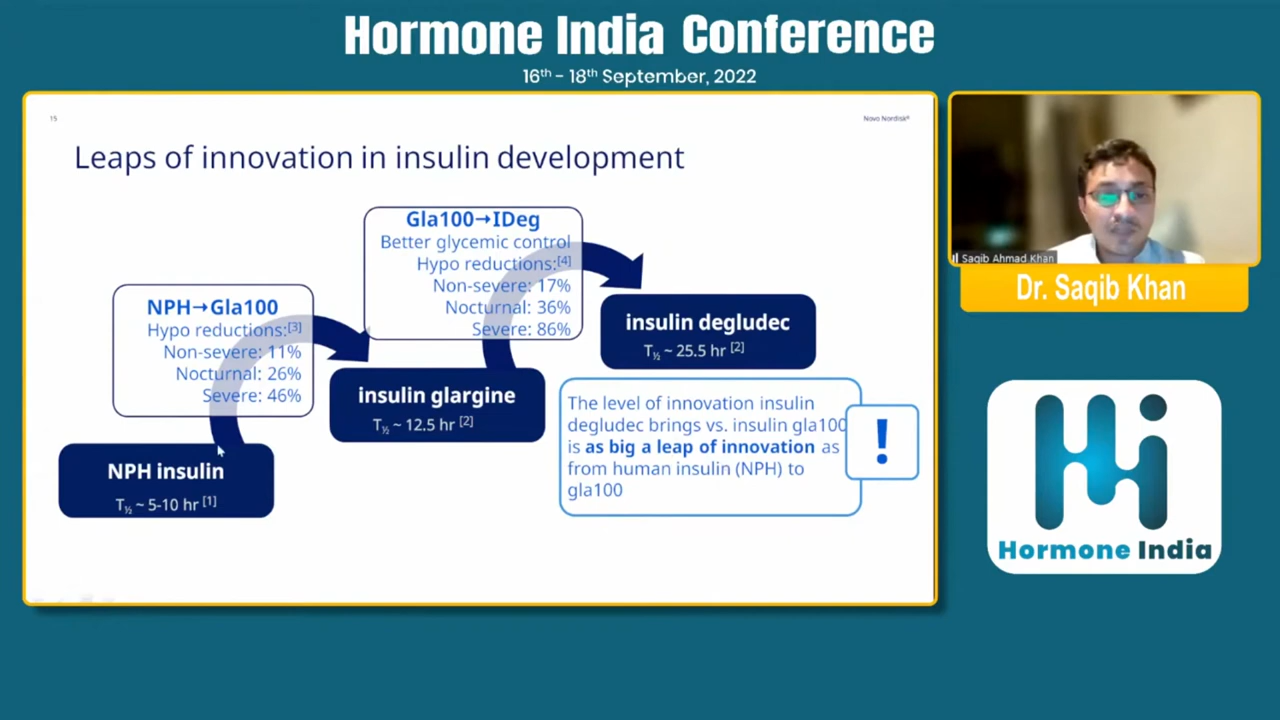 Hormone India Conference
16th - 18th September, 2022
15
Novo Nordisk®
Leaps of innovation in insulin development
Gla100→IDeg
Better glycemic control
Hypo reductions:[4]
Non-severe: 17%
Nocturnal: 36%
Severe: 86%
NPH→Gla100
Hypo reductions:[3]
Non-severe: 11%
Nocturnal: 26%
Severe: 46%
insulin degludec
T½ ~ 25.5 hr [2]
insulin glargine
T½ ~ 12.5 hr [2]
NPH insulin
T½ ~ 5-10 hr [1]
The level of innovation insulin
degludec brings vs. insulin gla100
is as big a leap of innovation as
from human insulin (NPH) to
gla100
!
Saqib Ahmad Khan
Dr. Saqib Khan
Hormone India